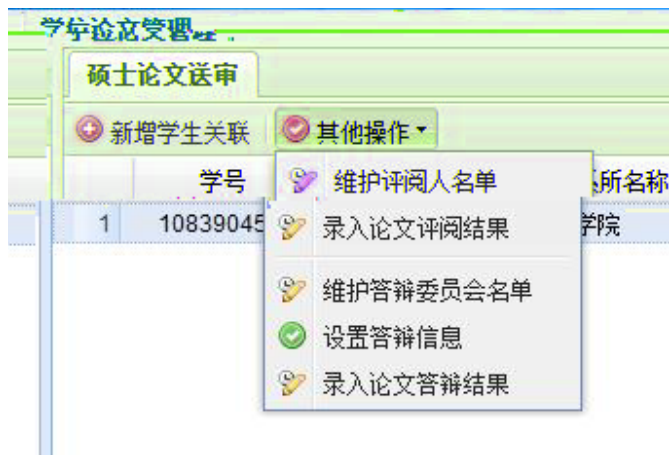 学位论文管理
硕士论文送审
新增学生关联 其他操作
学号 维护评阅人名单 所名称
1 10839045 录入论文评阅结果 学院
维护答辩委员会名单
设置答辩信息
录入论文答辩结果